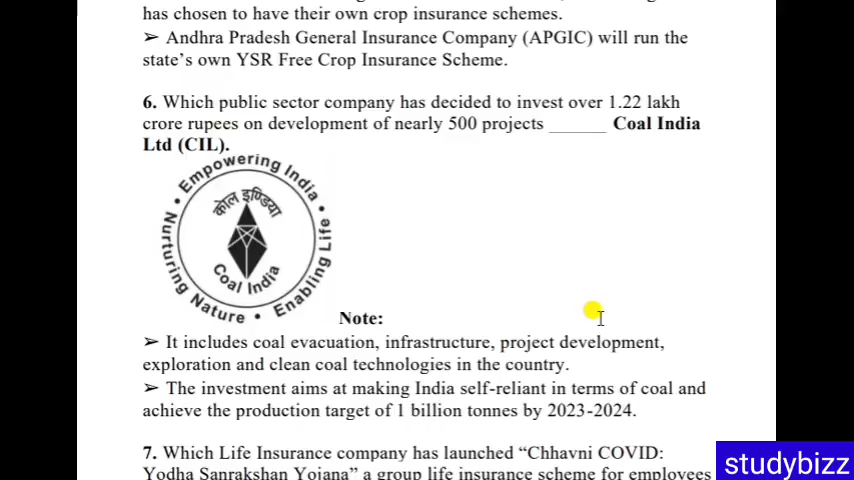 has chosen to have their own crop insurance schemes.
➢ Andhra Pradesh General Insurance Company (APGIC) will run the
state's own YSR Free Crop Insurance Scheme.
6. Which public sector company has decided to invest over 1.22 lakh
crore rupees on development of nearly 500 projects ______ Coal India
Ltd (CIL).
Empowering India • Enabling Life • Nurturing Nature •
कोल इण्डिया
Coal India
Note:
➢ It includes coal evacuation, infrastructure, project development,
exploration and clean coal technologies in the country.
➢ The investment aims at making India self-reliant in terms of coal and
achieve the production target of 1 billion tonnes by 2023-2024.
7. Which Life Insurance company has launched “Chhavni COVID:
Yodha Sanrakshan Yojana” a group life insurance scheme for employees
studybizz